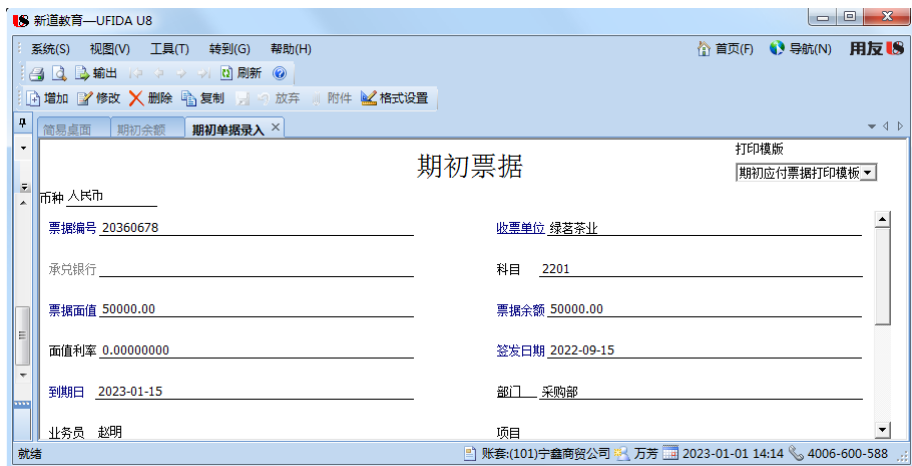 新道教育—UFIDA U8
系统(S) 视图(V) 工具(T) 转到(G) 帮助(H) 首页(F) 导航(N) 用友
输出 刷新
增加 修改 删除 复制 放弃 附件 格式设置
简易桌面 期初余额 期初单据录入
打印模版
期初票据
期初应付票据打印模板
币种 人民币
票据编号 20360678 收票单位 绿茗茶业
承兑银行 科目 2201
票据面值 50000.00 票据余额 50000.00
面值利率 0.00000000 签发日期 2022-09-15
到期日 2023-01-15 部门 采购部
业务员 赵明 项目
就绪 账套:(101)宁鑫商贸公司 万芳 2023-01-01 14:14 4006-600-588